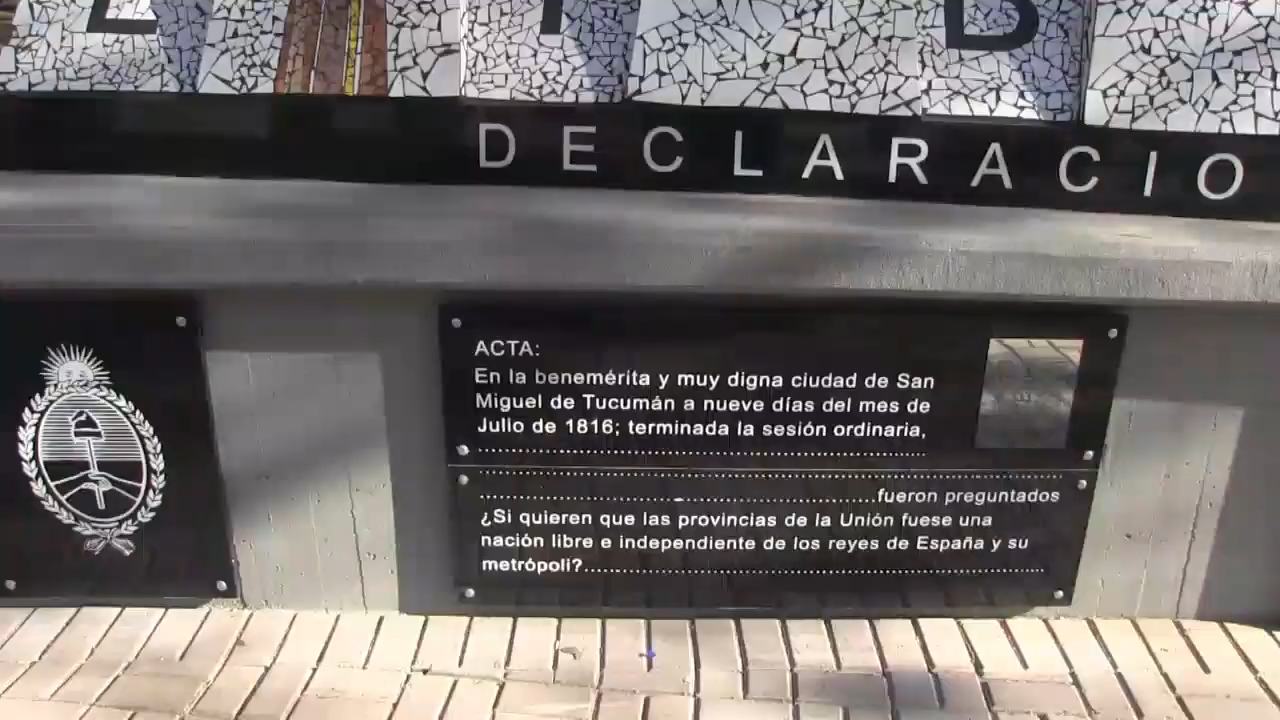 B
DECLARACIO
ACTA:
En la benemérita y muy digna ciudad de San
Miguel de Tucumán a nueve días del mes de
Julio de 1816; terminada la sesión ordinaria,
..........................................................................
..........................................................................................
..............................................................fueron preguntados
¿Si quieren que las provincias de la Unión fuese una
nación libre e independiente de los reyes de España y su
metrópoli?..........................................................................